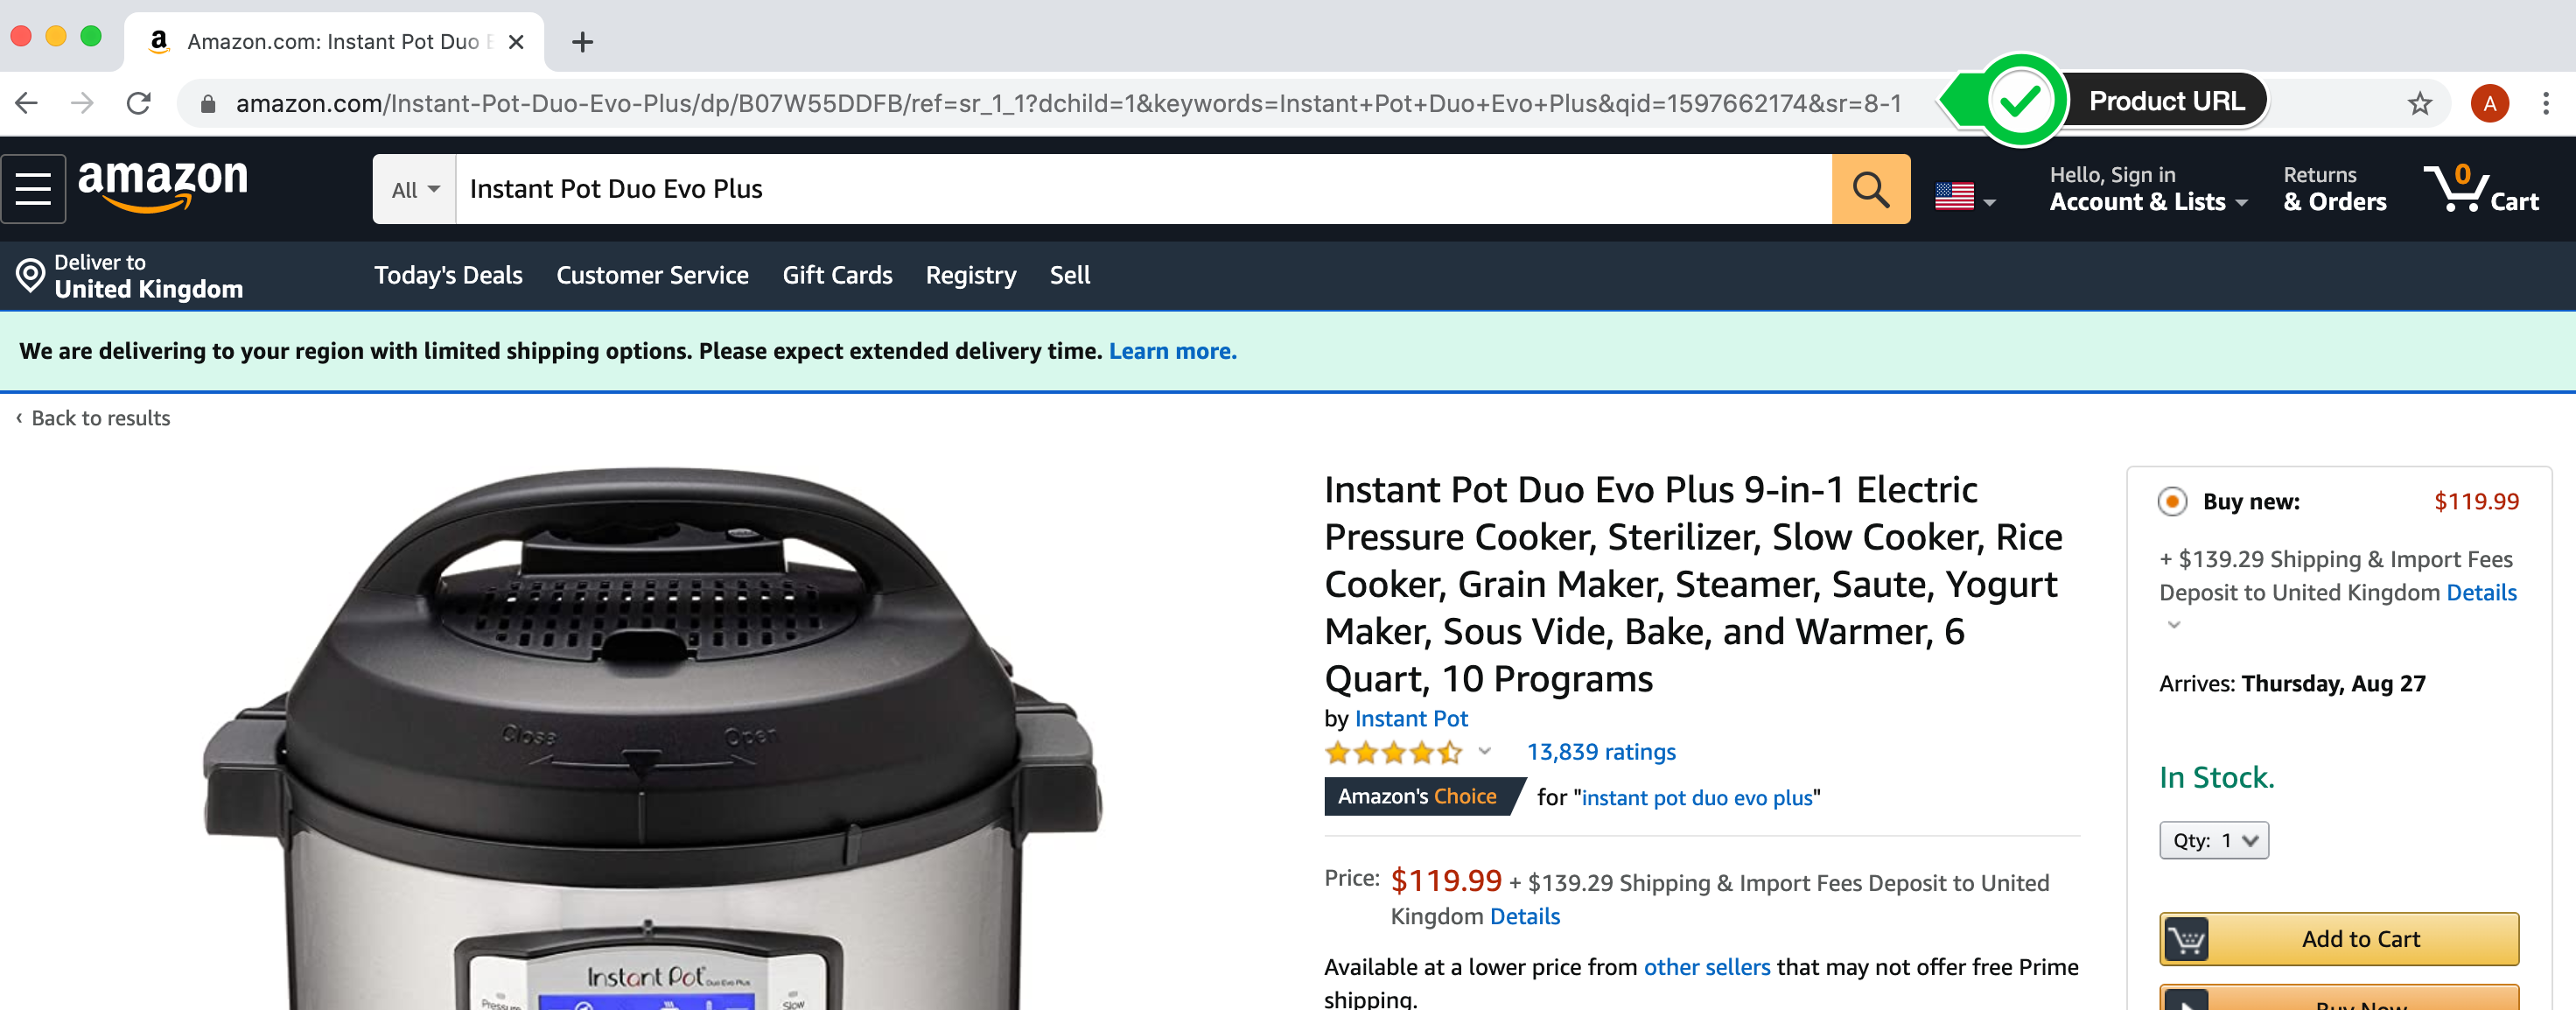 Amazon.com: Instant Pot Duo E
amazon.com/Instant-Pot-Duo-Evo-Plus/dp/B07W55DDFB/ref=sr_1_1?dchild=1&keywords=Instant+Pot+Duo+Evo+Plus&qid=1597662174&sr=8-1
Product URL
A
amazon
All
Instant Pot Duo Evo Plus
Hello, Sign in
Account & Lists
Returns
& Orders
0
Cart
Deliver to
United Kingdom
Today's Deals
Customer Service
Gift Cards
Registry
Sell
We are delivering to your region with limited shipping options. Please expect extended delivery time. Learn more.
‹ Back to results
Close
Open
Instant Pot
Duo Evo Plus
Pressure
Slow
Instant Pot Duo Evo Plus 9-in-1 Electric
Pressure Cooker, Sterilizer, Slow Cooker, Rice
Cooker, Grain Maker, Steamer, Saute, Yogurt
Maker, Sous Vide, Bake, and Warmer, 6
Quart, 10 Programs
by Instant Pot
13,839 ratings
Amazon's Choice for "instant pot duo evo plus"
Price: $119.99 + $139.29 Shipping & Import Fees Deposit to United
Kingdom Details
Available at a lower price from other sellers that may not offer free Prime
shipping.
Buy new: $119.99
+ $139.29 Shipping & Import Fees
Deposit to United Kingdom Details
Arrives: Thursday, Aug 27
In Stock.
Qty: 1
Add to Cart
Buy Now